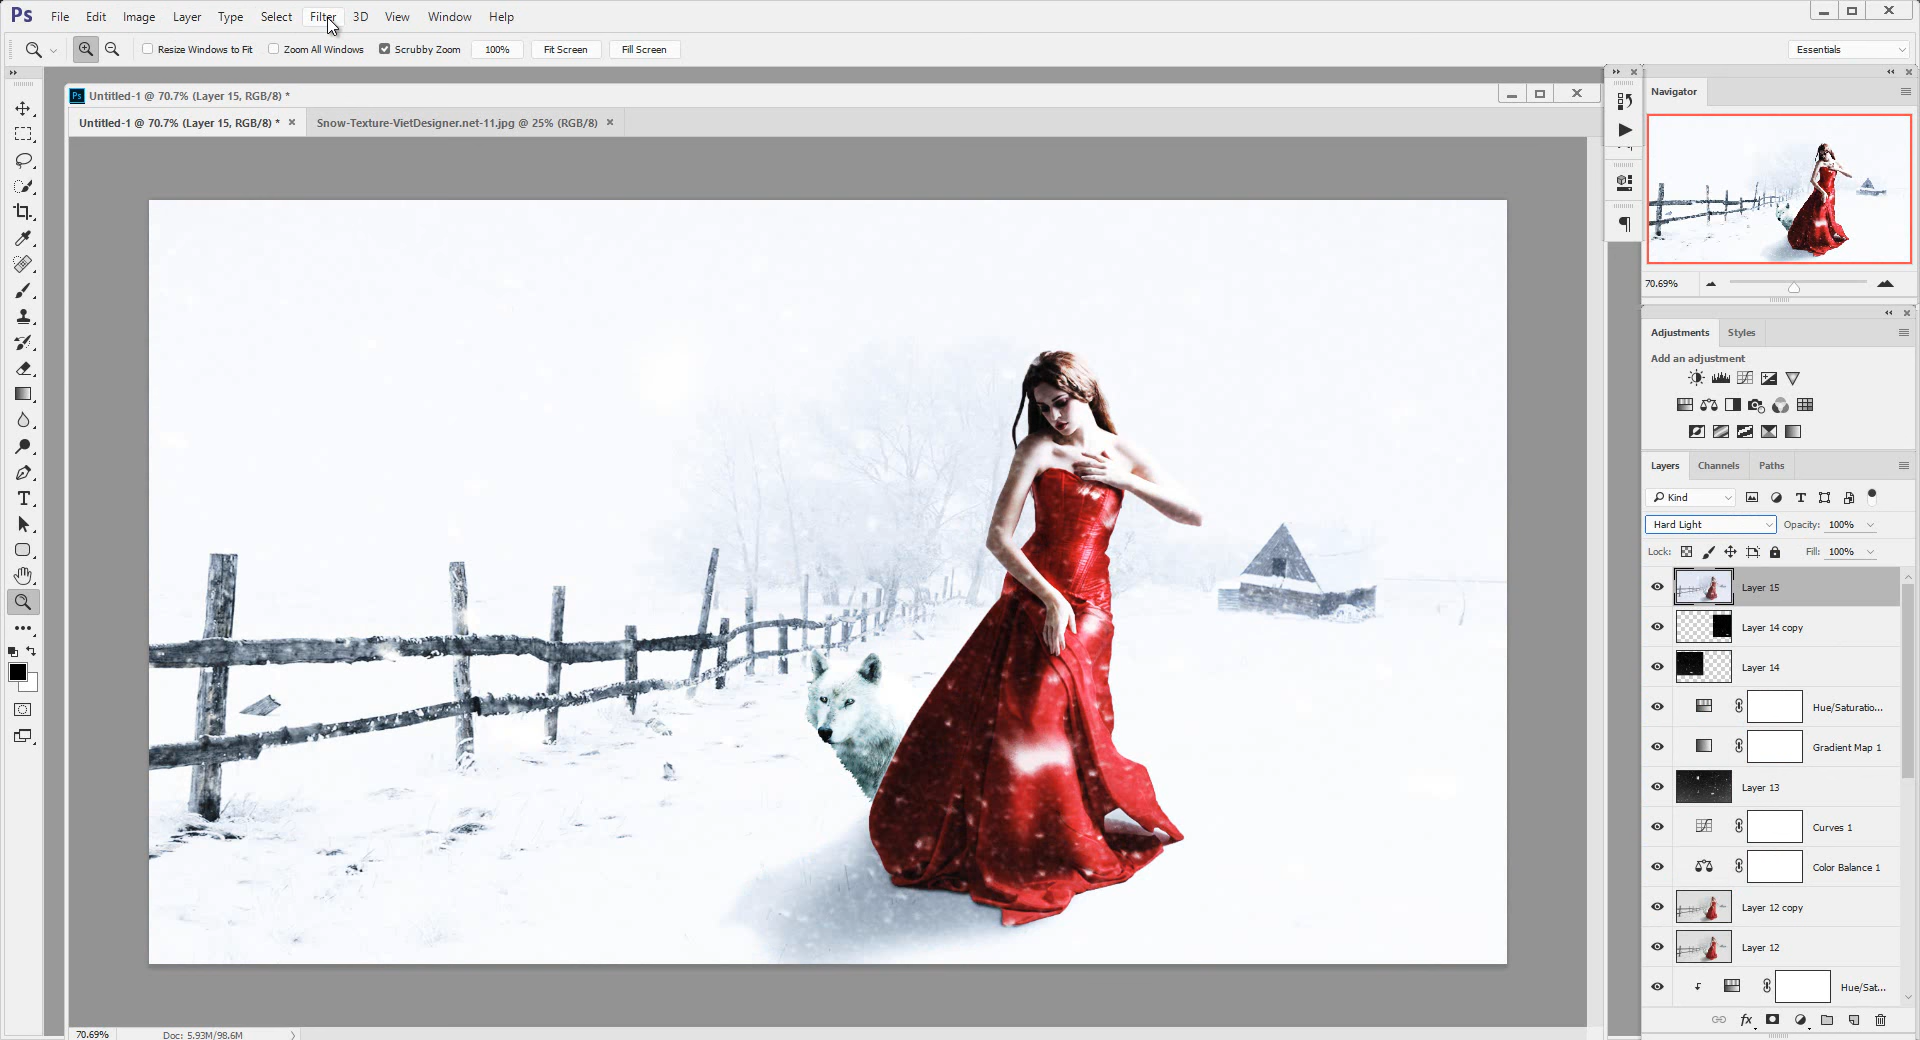 Ps File Edit Image Layer Type Select Filter 3D View Window Help
Resize Windows to Fit Zoom All Windows Scrubby Zoom 100% Fit Screen Fill Screen Essentials
Ps Untitled-1 @ 70.7% (Layer 15, RGB/8) *
Untitled-1 @ 70.7% (Layer 15, RGB/8) * × Snow-Texture-VietDesigner.net-11.jpg @ 25% (RGB/8) ×
Navigator
70.69%
Adjustments Styles
Add an adjustment
Layers Channels Paths
Kind
Hard Light Opacity: 100%
Lock: Fill: 100%
Layer 15
Layer 14 copy
Layer 14
Hue/Saturatio...
Gradient Map 1
Layer 13
Curves 1
Color Balance 1
Layer 12 copy
Layer 12
Hue/Sat...
fx
70.69% Doc: 5.93M/98.6M